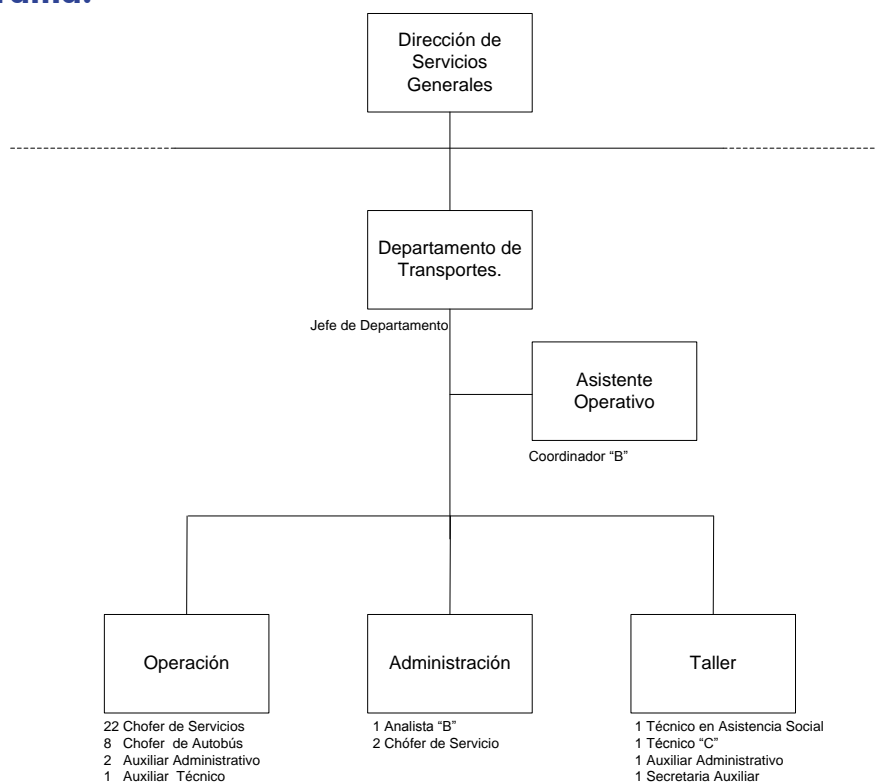 Dirección de
Servicios
Generales
Departamento de
Transportes.
Jefe de Departamento
Asistente
Operativo
Coordinador “B”
Operación
22 Chofer de Servicios
8 Chofer de Autobús
2 Auxiliar Administrativo
1 Auxiliar Técnico
Administración
1 Analista “B”
2 Chófer de Servicio
Taller
1 Técnico en Asistencia Social
1 Técnico “C”
1 Auxiliar Administrativo
1 Secretaria Auxiliar